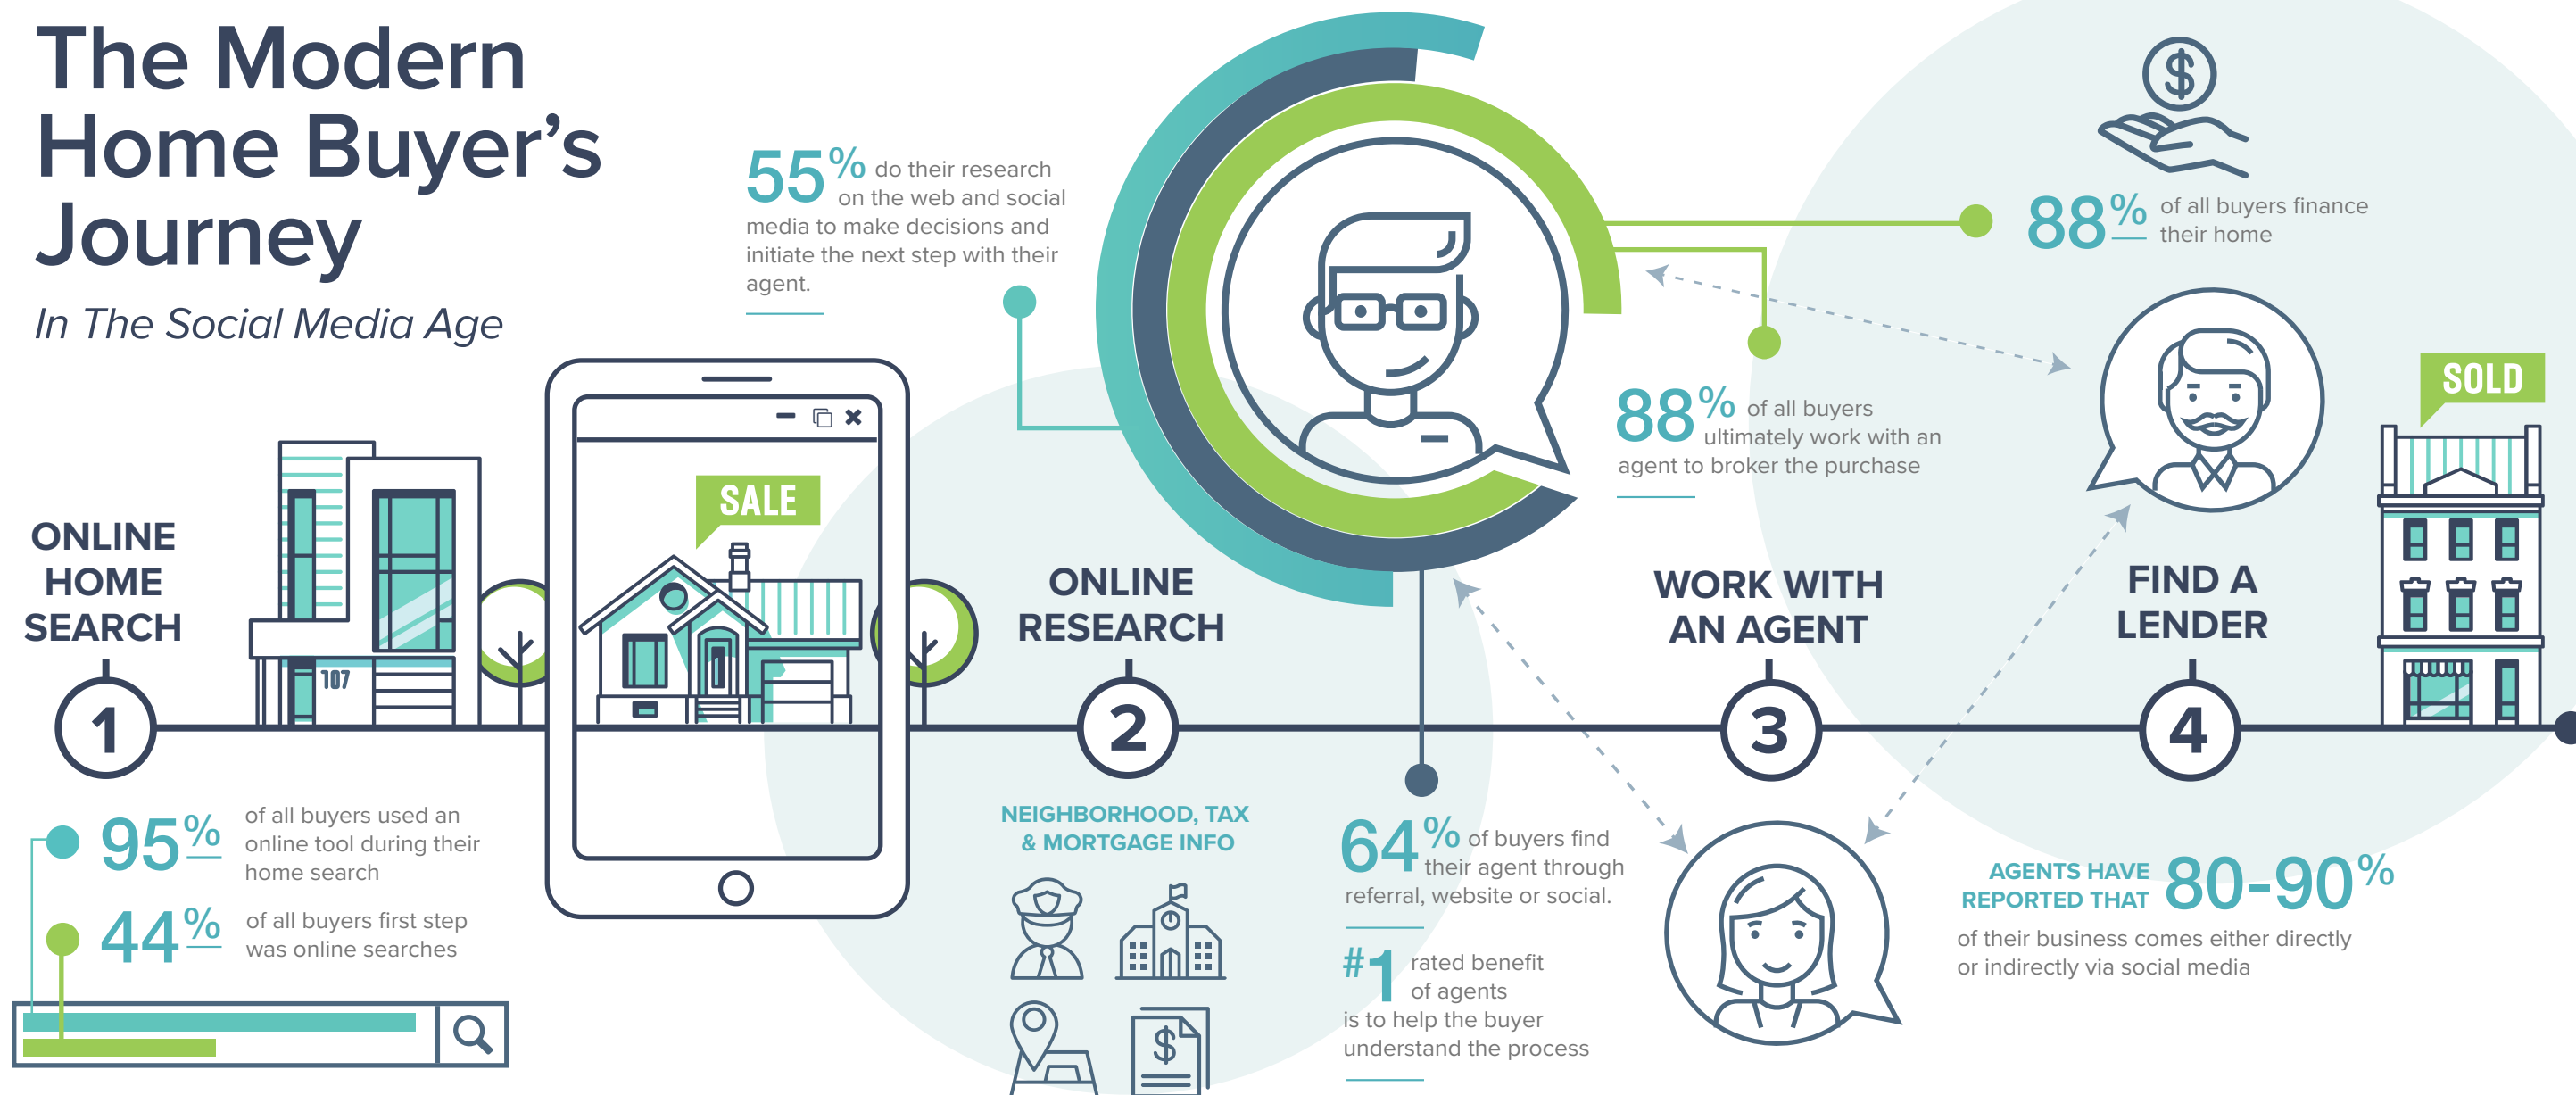 The Modern
Home Buyer's
Journey
In The Social Media Age
ONLINE
HOME
SEARCH
1
107
SALE
95% of all buyers used an
online tool during their
home search
44% of all buyers first step
was online searches
55% do their research
on the web and social
media to make decisions and
initiate the next step with their
agent.
ONLINE
RESEARCH
2
NEIGHBORHOOD, TAX
& MORTGAGE INFO
$
64% of buyers find
their agent through
referral, website or social.
#1 rated benefit
of agents
is to help the buyer
understand the process
88% of all buyers
ultimately work with an
agent to broker the purchase
WORK WITH
AN AGENT
3
$
88% of all buyers finance
their home
FIND A
LENDER
4
SOLD
AGENTS HAVE
REPORTED THAT 80-90%
of their business comes either directly
or indirectly via social media